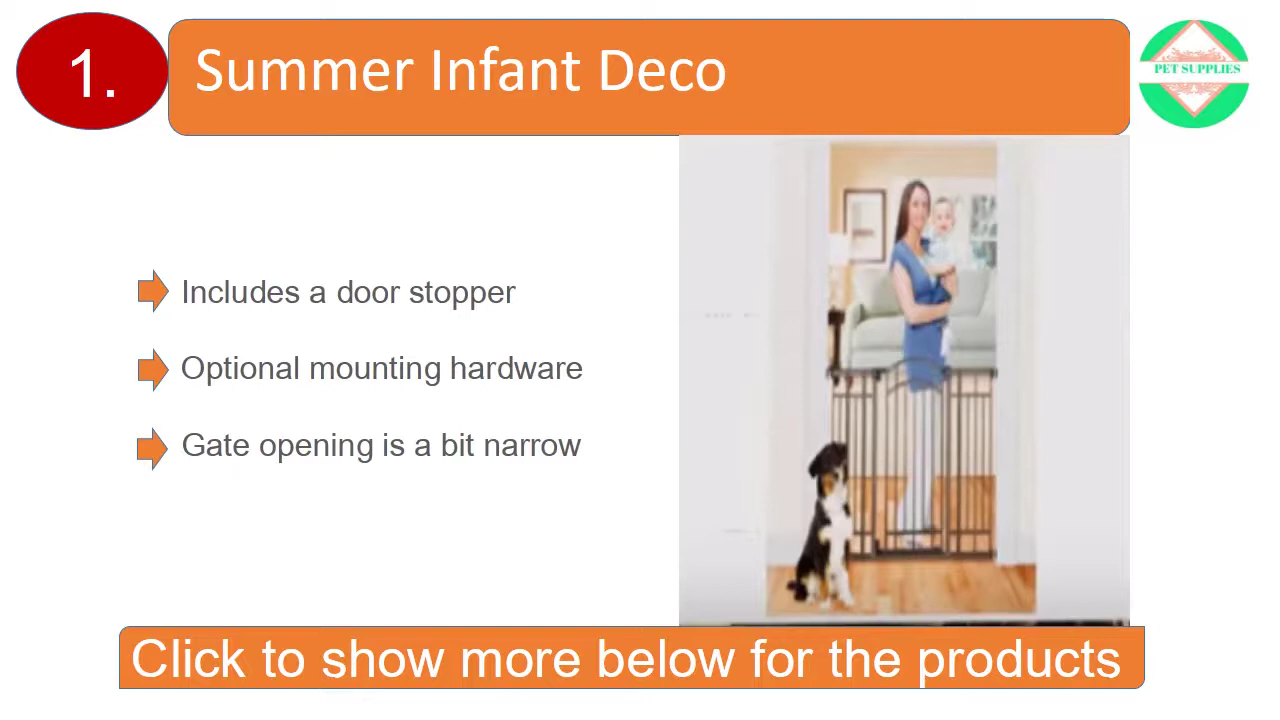 1.
Summer Infant Deco
PET SUPPLIES
Includes a door stopper
Optional mounting hardware
Gate opening is a bit narrow
Click to show more below for the products